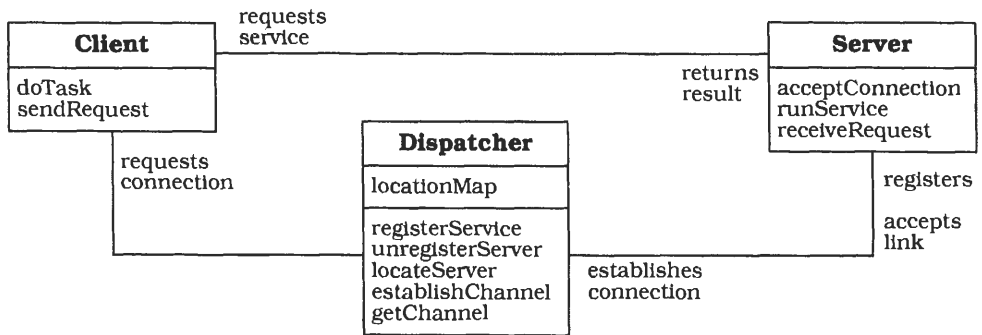 requests
service
Client
doTask
sendRequest
returns
result
Server
acceptConnection
runService
receiveRequest
requests
connection
Dispatcher
locationMap
registerService
unregisterServer
locateServer
establishChannel
getChannel
establishes
connection
registers
accepts
link